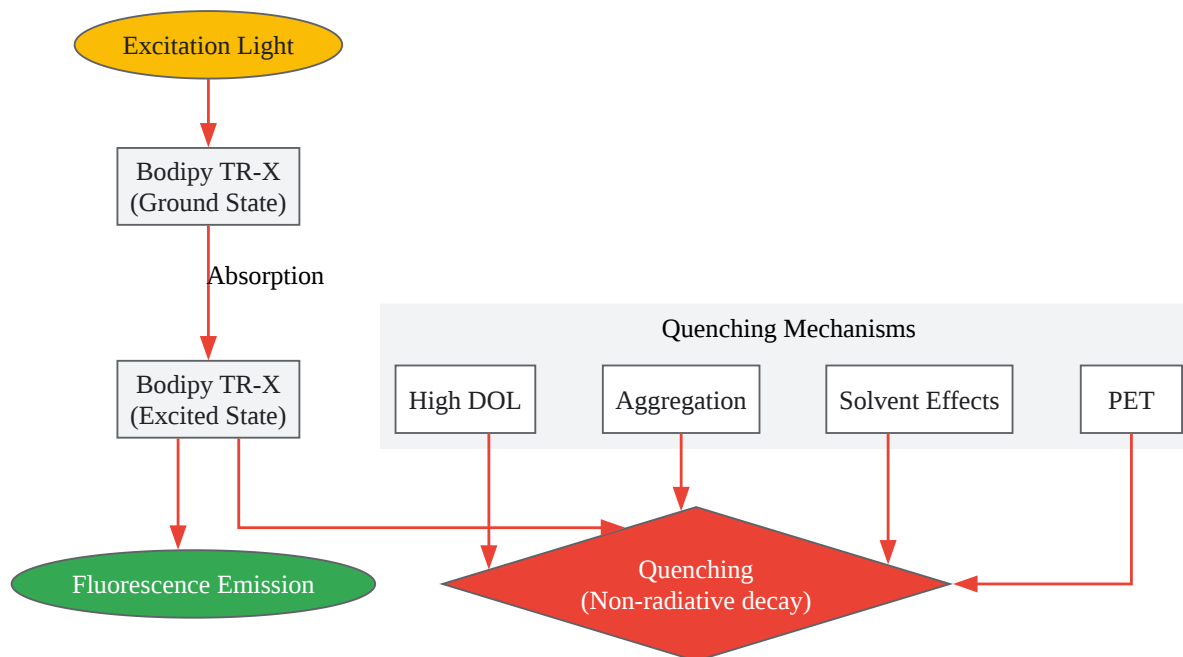 Excitation Light
Bodipy TR-X
(Ground State)
Absorption
Quenching Mechanisms
Bodipy TR-X
(Excited State)
High DOL
Aggregation
Solvent Effects
PET
Fluorescence Emission
Quenching
(Non-radiative decay)